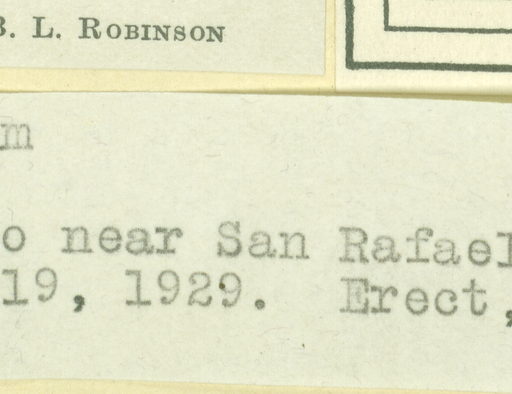 B. L. Robinson
m
o near San Rafael
19, 1929. Erect,